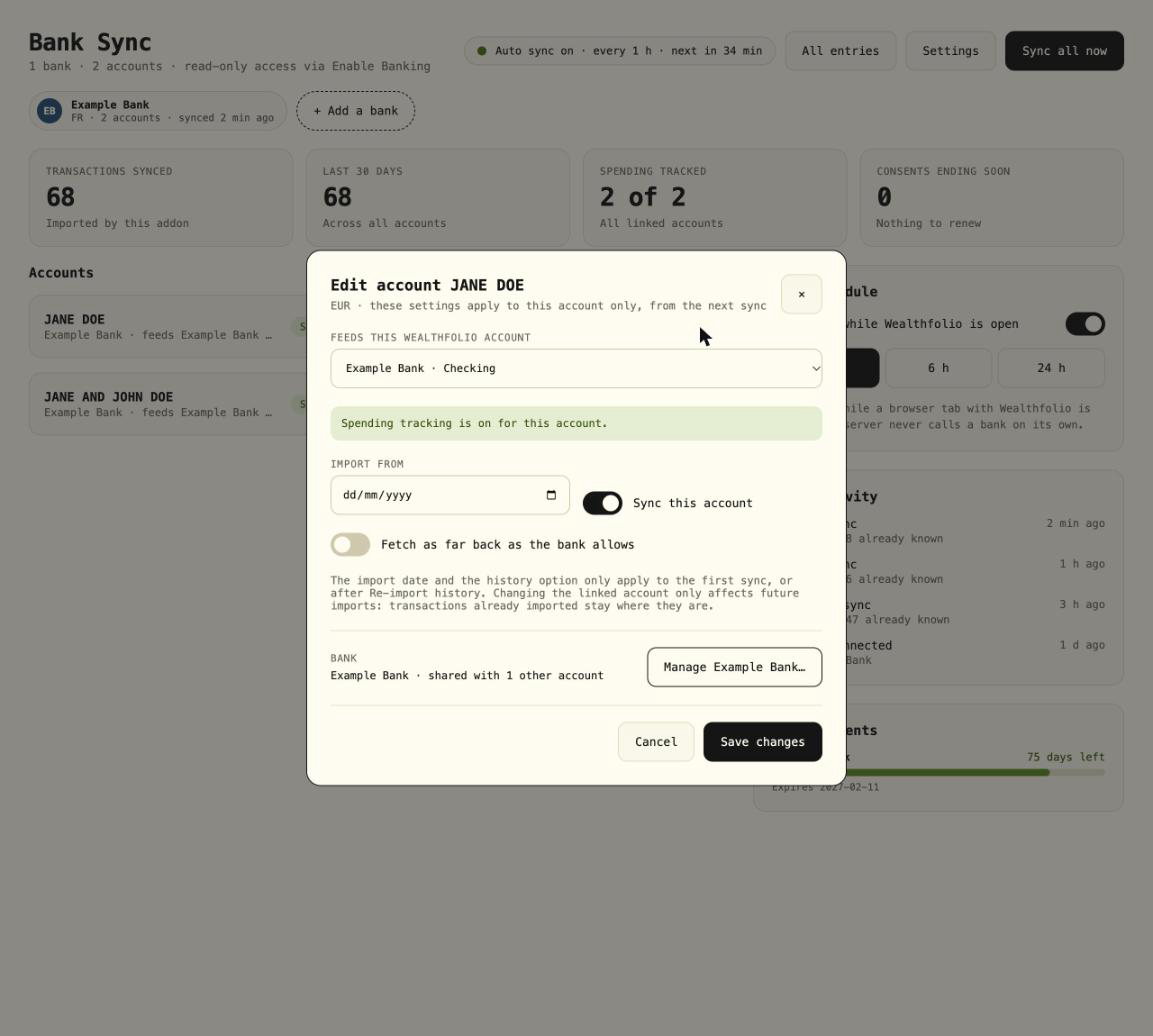 Bank Sync
1 bank · 2 accounts · read-only access via Enable Banking
Auto sync on · every 1 h · next in 34 min
All entries
Settings
Sync all now
EB
Example Bank
FR · 2 accounts · synced 2 min ago
+ Add a bank
TRANSACTIONS SYNCED
68
Imported by this addon
LAST 30 DAYS
68
Across all accounts
SPENDING TRACKED
2 of 2
All linked accounts
CONSENTS ENDING SOON
0
Nothing to renew
Accounts
JANE DOE
Example Bank · feeds Example Bank …
JANE AND JOHN DOE
Example Bank · feeds Example Bank …
Edit account JANE DOE
EUR · these settings apply to this account only, from the next sync
×
FEEDS THIS WEALTHFOLIO ACCOUNT
Example Bank · Checking
Spending tracking is on for this account.
IMPORT FROM
dd/mm/yyyy
Sync this account
Fetch as far back as the bank allows
The import date and the history option only apply to the first sync, or
after Re-import history. Changing the linked account only affects future
imports: transactions already imported stay where they are.
BANK
Example Bank · shared with 1 other account
Manage Example Bank…
Cancel
Save changes
while Wealthfolio is open
6 h
24 h
while a browser tab with Wealthfolio is
server never calls a bank on its own.
2 min ago
8 already known
1 h ago
6 already known
sync
3 h ago
47 already known
1 d ago
Bank
75 days left
Expires 2027-02-11